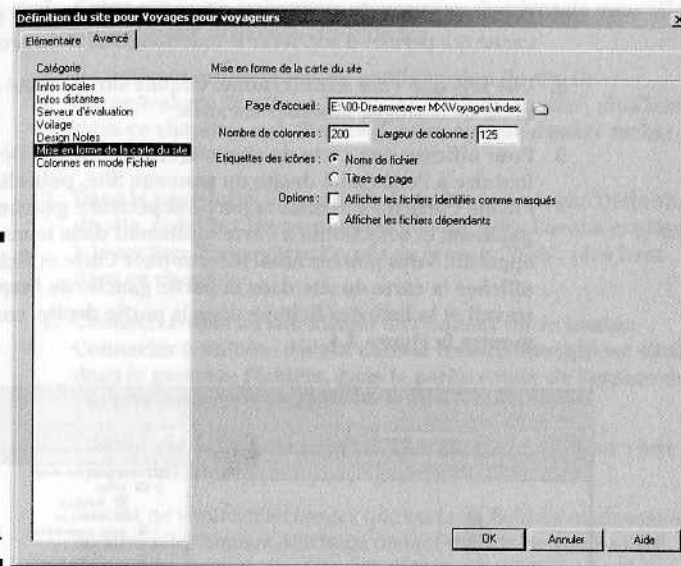 Définition du site pour Voyages pour voyageurs
Elémentaire Avancé
Catégorie
Infos locales
Infos distantes
Serveur d'évaluation
Voilage
Design Notes
Mise en forme de la carte du site
Colonnes en mode Fichier
Mise en forme de la carte du site
Page d'accueil : E:\00-Dreamweaver MX\Voyages\index.
Nombre de colonnes : 200 Largeur de colonne : 125
Etiquettes des icônes : Noms de fichier
Titres de page
Options : Afficher les fichiers identifiés comme masqués
Afficher les fichiers dépendants
OK Annuler Aide